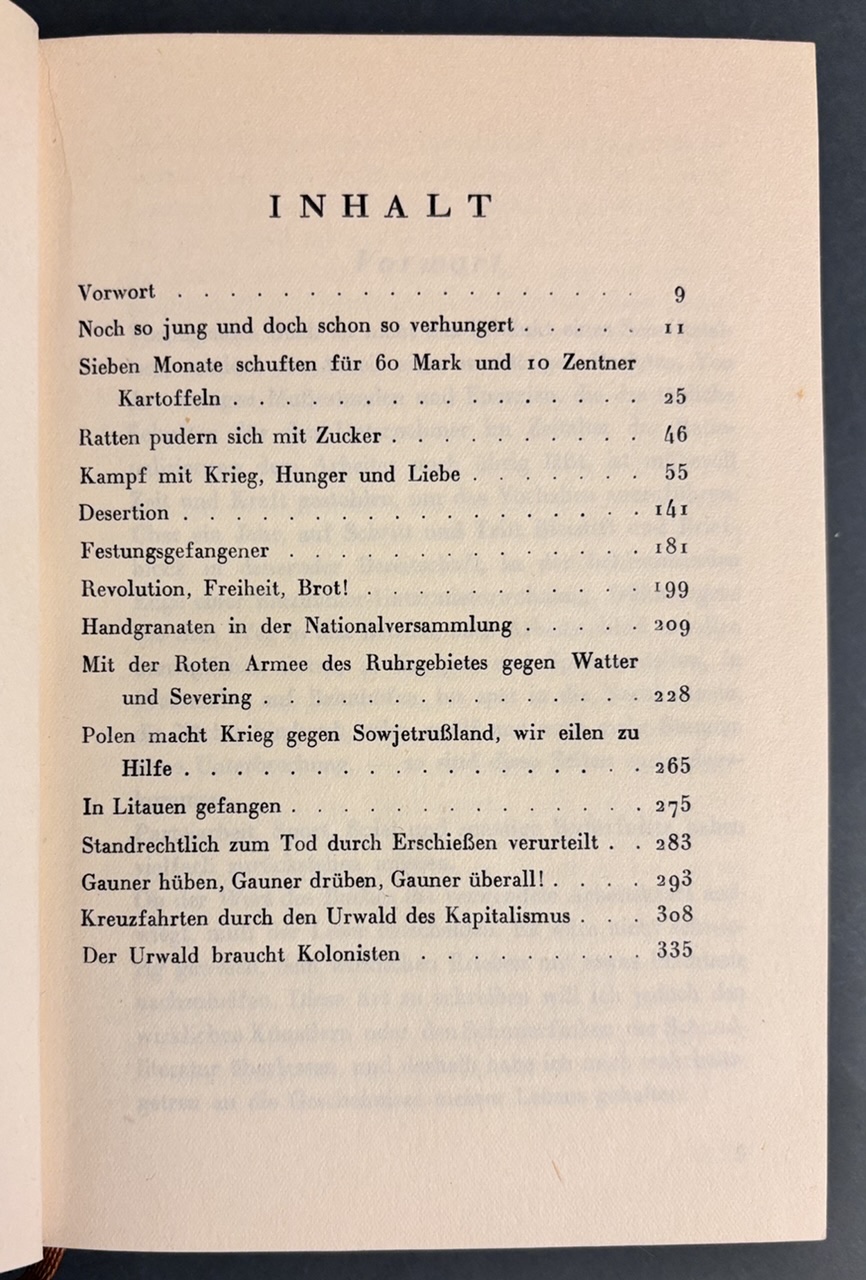 INHALT
Vorwort . . . . . . . . . . . . . . . . . . 9
Noch so jung und doch schon so verhungert . . . . . 11
Sieben Monate schuften für 60 Mark und 10 Zentner
Kartoffeln . . . . . . . . . . . . . . . . 25
Ratten pudern sich mit Zucker . . . . . . . . . . 46
Kampf mit Krieg, Hunger und Liebe . . . . . . . 55
Desertion . . . . . . . . . . . . . . . . . . 141
Festungsgefangener . . . . . . . . . . . . . . 181
Revolution, Freiheit, Brot! . . . . . . . . . . . 199
Handgranaten in der Nationalversammlung . . . . . 209
Mit der Roten Armee des Ruhrgebietes gegen Watter
und Severing . . . . . . . . . . . . . . . 228
Polen macht Krieg gegen Sowjetrußland, wir eilen zu
Hilfe . . . . . . . . . . . . . . . . . . 265
In Litauen gefangen . . . . . . . . . . . . . . 275
Standrechtlich zum Tod durch Erschießen verurteilt . . 283
Gauner hüben, Gauner drüben, Gauner überall! . . . . 293
Kreuzfahrten durch den Urwald des Kapitalismus . . . 308
Der Urwald braucht Kolonisten . . . . . . . . . 335